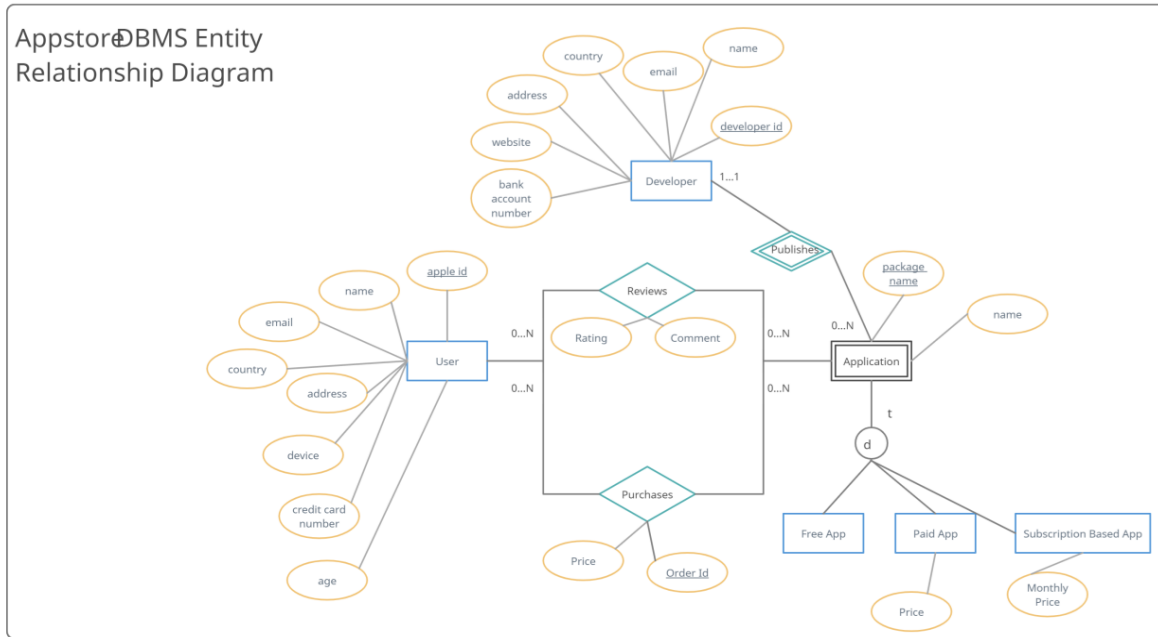 AppstoreDBMS Entity
Relationship Diagram
country
email
name
address
developer id
website
bank
account
number
Developer
1...1
Publishes
apple id
package
name
name
name
email
Reviews
Rating
Comment
0...N
0...N
0...N
User
Application
country
0...N
0...N
address
t
device
d
credit card
number
Purchases
Free App
Paid App
Subscription Based App
Price
Order Id
age
Monthly
Price
Price